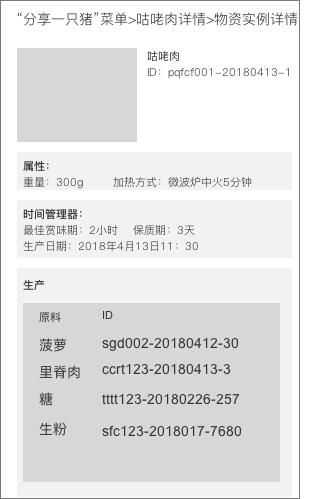 “分享一只猪”菜单>咕咾肉详情>物资实例详情
咕咾肉
ID：pqfcf001-20180413-1
属性：
重量：300g 加热方式：微波炉中火5分钟
时间管理器：
最佳赏味期：2小时 保质期：3天
生产日期：2018年4月13日11：30
生产
原料 ID
菠萝 sgd002-20180412-30
里脊肉 ccrt123-20180413-3
糖 tttt123-20180226-257
生粉 sfc123-2018017-7680